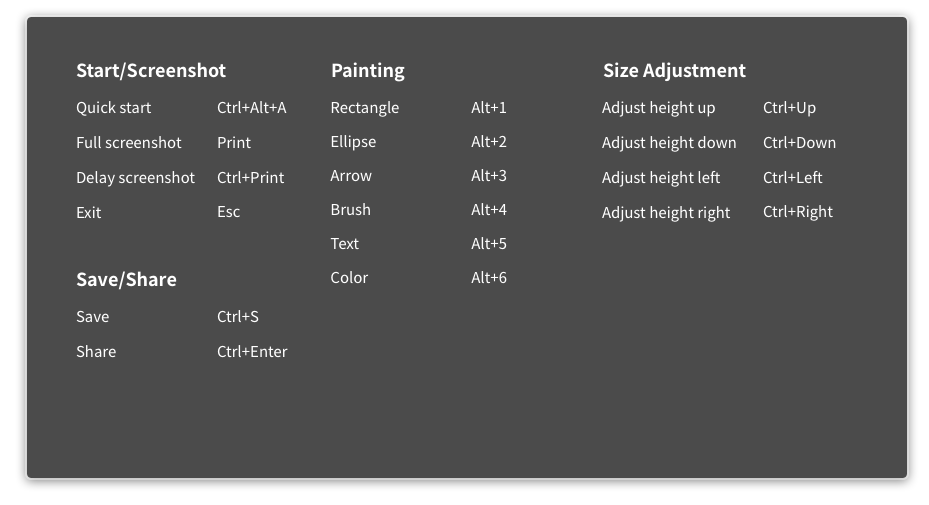 Start/Screenshot
Quick start Ctrl+Alt+A
Full screenshot Print
Delay screenshot Ctrl+Print
Exit Esc
Save/Share
Save Ctrl+S
Share Ctrl+Enter
Painting
Rectangle Alt+1
Ellipse Alt+2
Arrow Alt+3
Brush Alt+4
Text Alt+5
Color Alt+6
Size Adjustment
Adjust height up Ctrl+Up
Adjust height down Ctrl+Down
Adjust height left Ctrl+Left
Adjust height right Ctrl+Right